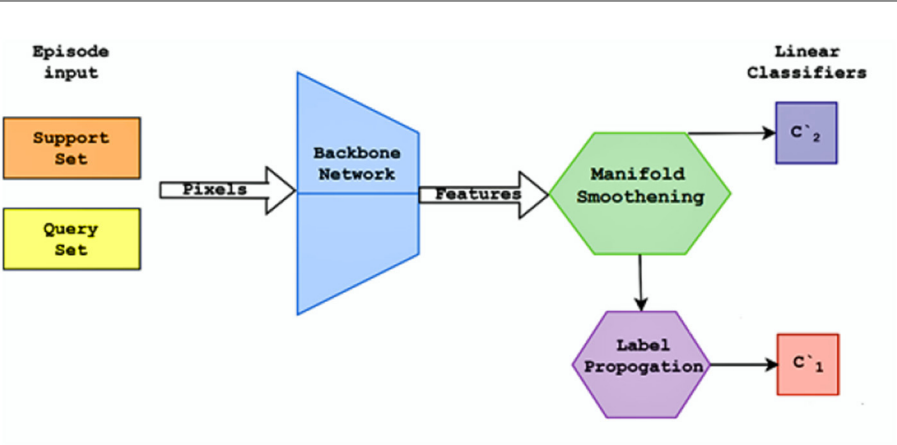 Episode
input
Linear
Classifiers
Support
Set
Query
Set
Pixels
Backbone
Network
Features
Manifold
Smoothening
C`₂
Label
Propogation
C`₁